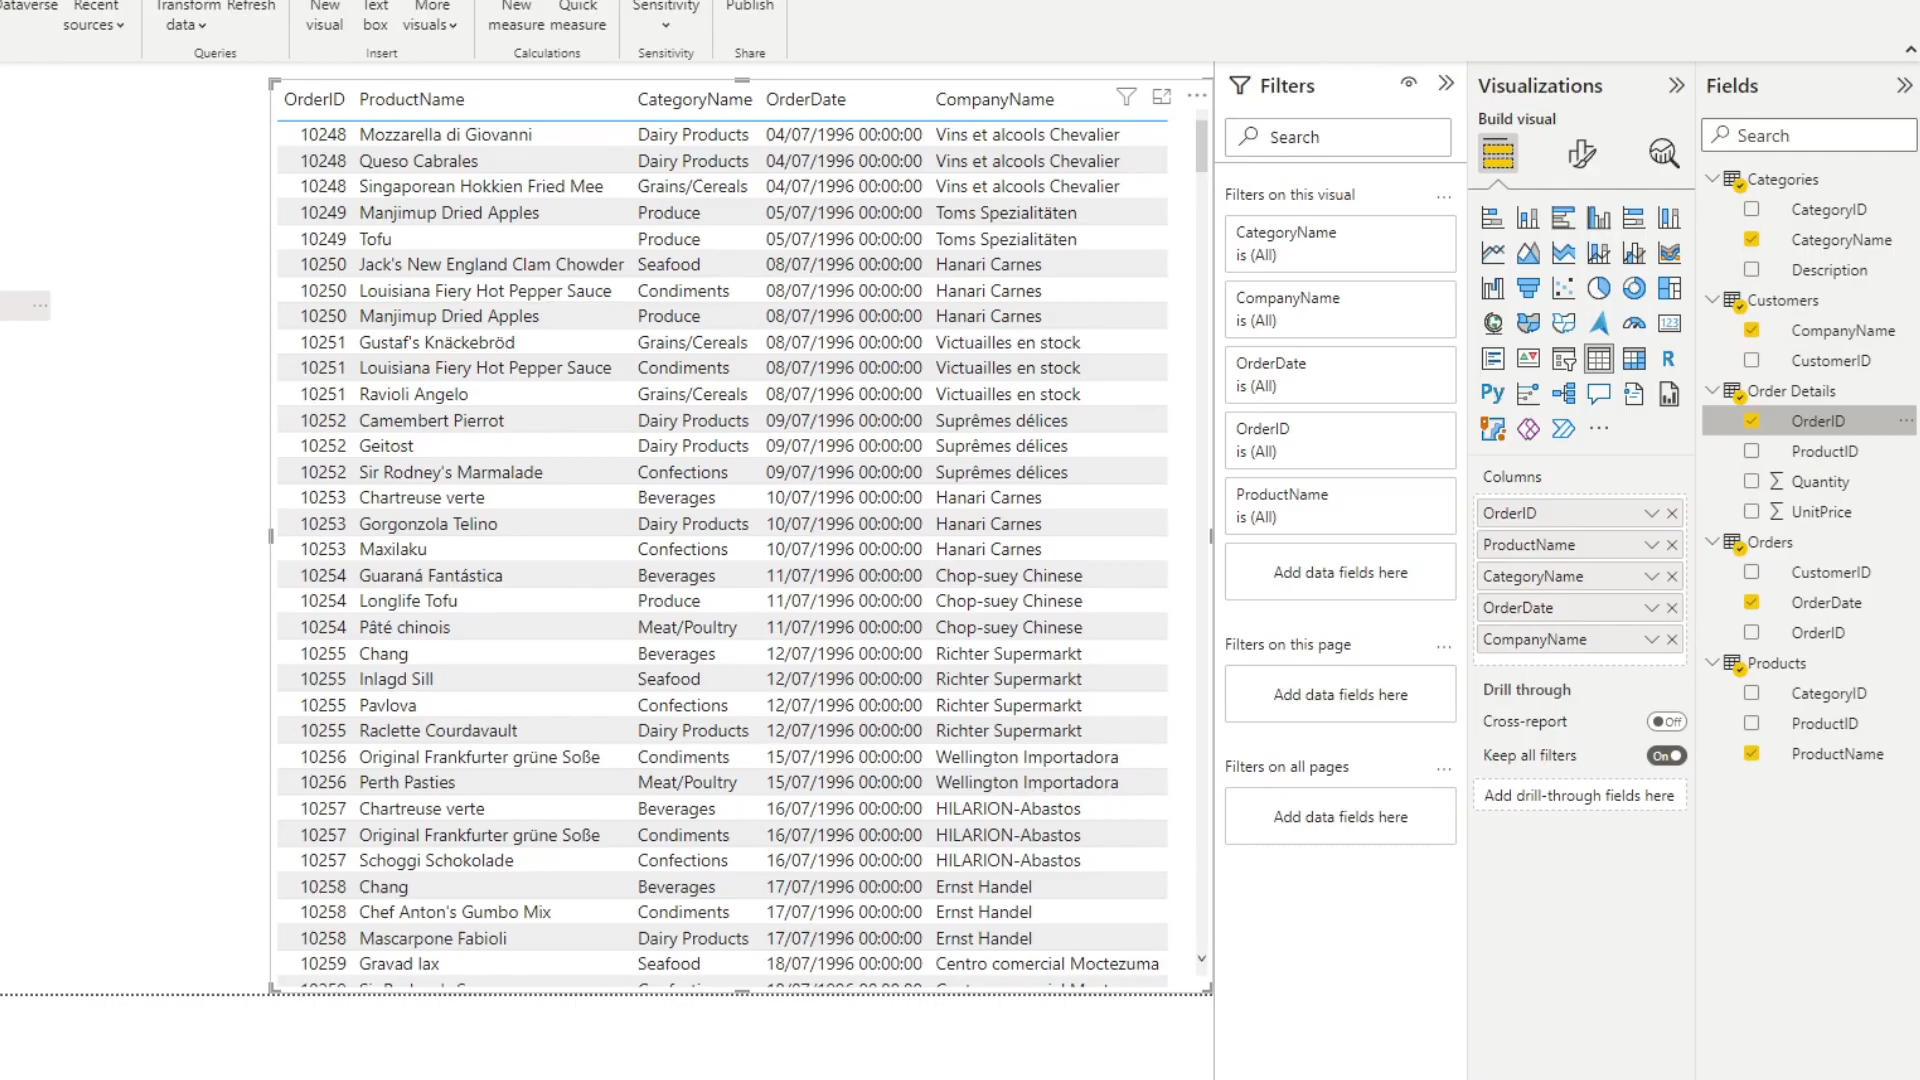 Dataverse Recent sources
Transform data Refresh
New visual Text box More visuals
New measure Quick measure
Sensitivity
Publish
Queries Insert Calculations Sensitivity Share
OrderID ProductName CategoryName OrderDate CompanyName
10248 Mozzarella di Giovanni Dairy Products 04/07/1996 00:00:00 Vins et alcools Chevalier
10248 Queso Cabrales Dairy Products 04/07/1996 00:00:00 Vins et alcools Chevalier
10248 Singaporean Hokkien Fried Mee Grains/Cereals 04/07/1996 00:00:00 Vins et alcools Chevalier
10249 Manjimup Dried Apples Produce 05/07/1996 00:00:00 Toms Spezialitäten
10249 Tofu Produce 05/07/1996 00:00:00 Toms Spezialitäten
10250 Jack's New England Clam Chowder Seafood 08/07/1996 00:00:00 Hanari Carnes
10250 Louisiana Fiery Hot Pepper Sauce Condiments 08/07/1996 00:00:00 Hanari Carnes
10250 Manjimup Dried Apples Produce 08/07/1996 00:00:00 Hanari Carnes
10251 Gustaf's Knäckebröd Grains/Cereals 08/07/1996 00:00:00 Victuailles en stock
10251 Louisiana Fiery Hot Pepper Sauce Condiments 08/07/1996 00:00:00 Victuailles en stock
10251 Ravioli Angelo Grains/Cereals 08/07/1996 00:00:00 Victuailles en stock
10252 Camembert Pierrot Dairy Products 09/07/1996 00:00:00 Suprêmes délices
10252 Geitost Dairy Products 09/07/1996 00:00:00 Suprêmes délices
10252 Sir Rodney's Marmalade Confections 09/07/1996 00:00:00 Suprêmes délices
10253 Chartreuse verte Beverages 10/07/1996 00:00:00 Hanari Carnes
10253 Gorgonzola Telino Dairy Products 10/07/1996 00:00:00 Hanari Carnes
10253 Maxilaku Confections 10/07/1996 00:00:00 Hanari Carnes
10254 Guaraná Fantástica Beverages 11/07/1996 00:00:00 Chop-suey Chinese
10254 Longlife Tofu Produce 11/07/1996 00:00:00 Chop-suey Chinese
10254 Pâté chinois Meat/Poultry 11/07/1996 00:00:00 Chop-suey Chinese
10255 Chang Beverages 12/07/1996 00:00:00 Richter Supermarkt
10255 Inlagd Sill Seafood 12/07/1996 00:00:00 Richter Supermarkt
10255 Pavlova Confections 12/07/1996 00:00:00 Richter Supermarkt
10255 Raclette Courdavault Dairy Products 12/07/1996 00:00:00 Richter Supermarkt
10256 Original Frankfurter grüne Soße Condiments 15/07/1996 00:00:00 Wellington Importadora
10256 Perth Pasties Meat/Poultry 15/07/1996 00:00:00 Wellington Importadora
10257 Chartreuse verte Beverages 16/07/1996 00:00:00 HILARION-Abastos
10257 Original Frankfurter grüne Soße Condiments 16/07/1996 00:00:00 HILARION-Abastos
10257 Schoggi Schokolade Confections 16/07/1996 00:00:00 HILARION-Abastos
10258 Chang Beverages 17/07/1996 00:00:00 Ernst Handel
10258 Chef Anton's Gumbo Mix Condiments 17/07/1996 00:00:00 Ernst Handel
10258 Mascarpone Fabioli Dairy Products 17/07/1996 00:00:00 Ernst Handel
10259 Gravad lax Seafood 18/07/1996 00:00:00 Centro comercial Moctezuma
Filters
Search
Filters on this visual
CategoryName
is (All)
CompanyName
is (All)
OrderDate
is (All)
OrderID
is (All)
ProductName
is (All)
Add data fields here
Filters on this page
Add data fields here
Filters on all pages
Add data fields here
Visualizations
Build visual
123
R
Py
Columns
OrderID
ProductName
CategoryName
OrderDate
CompanyName
Drill through
Cross-report Off
Keep all filters On
Add drill-through fields here
Fields
Search
Categories
CategoryID
CategoryName
Description
Customers
CompanyName
CustomerID
Order Details
OrderID
ProductID
∑ Quantity
∑ UnitPrice
Orders
CustomerID
OrderDate
OrderID
Products
CategoryID
ProductID
ProductName